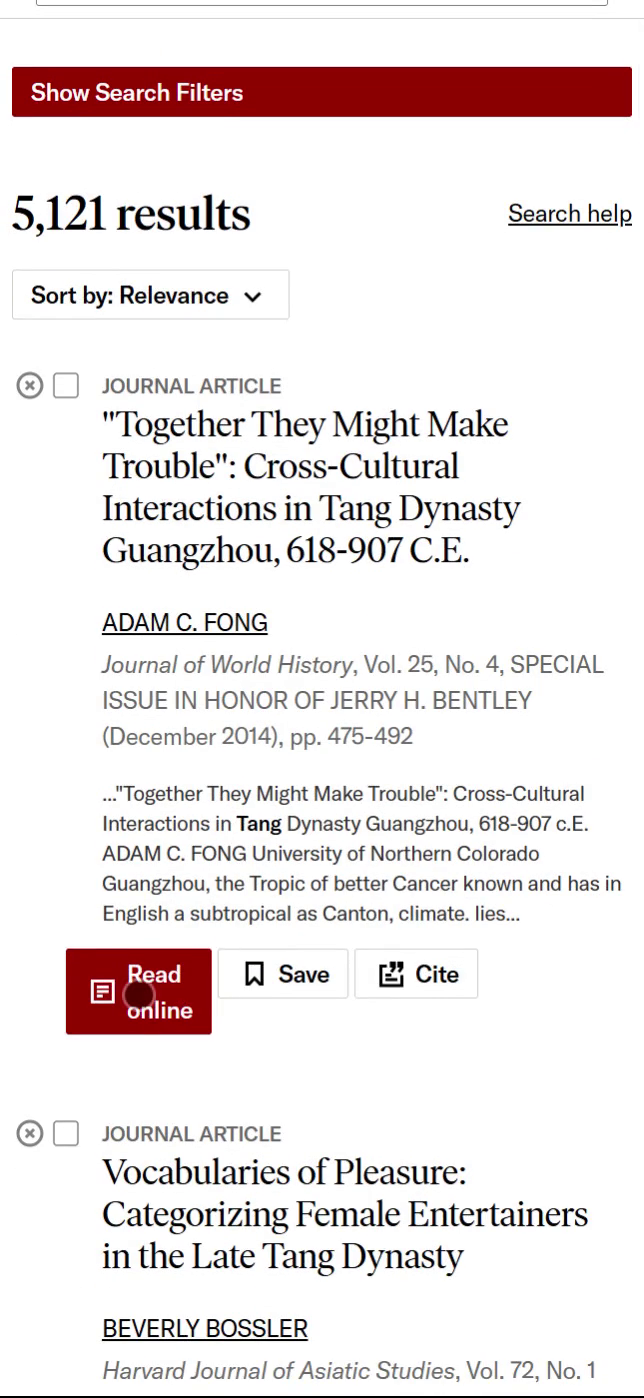 Show Search Filters
5,121 results
Search help
Sort by: Relevance
JOURNAL ARTICLE
"Together They Might Make
Trouble": Cross-Cultural
Interactions in Tang Dynasty
Guangzhou, 618-907 C.E.
ADAM C. FONG
Journal of World History, Vol. 25, No. 4, SPECIAL
ISSUE IN HONOR OF JERRY H. BENTLEY
(December 2014), pp. 475-492
..."Together They Might Make Trouble": Cross-Cultural
Interactions in Tang Dynasty Guangzhou, 618-907 c.E.
ADAM C. FONG University of Northern Colorado
Guangzhou, the Tropic of better Cancer known and has in
English a subtropical as Canton, climate. lies...
Read
online
Save
Cite
JOURNAL ARTICLE
Vocabularies of Pleasure:
Categorizing Female Entertainers
in the Late Tang Dynasty
BEVERLY BOSSLER
Harvard Journal of Asiatic Studies, Vol. 72, No. 1